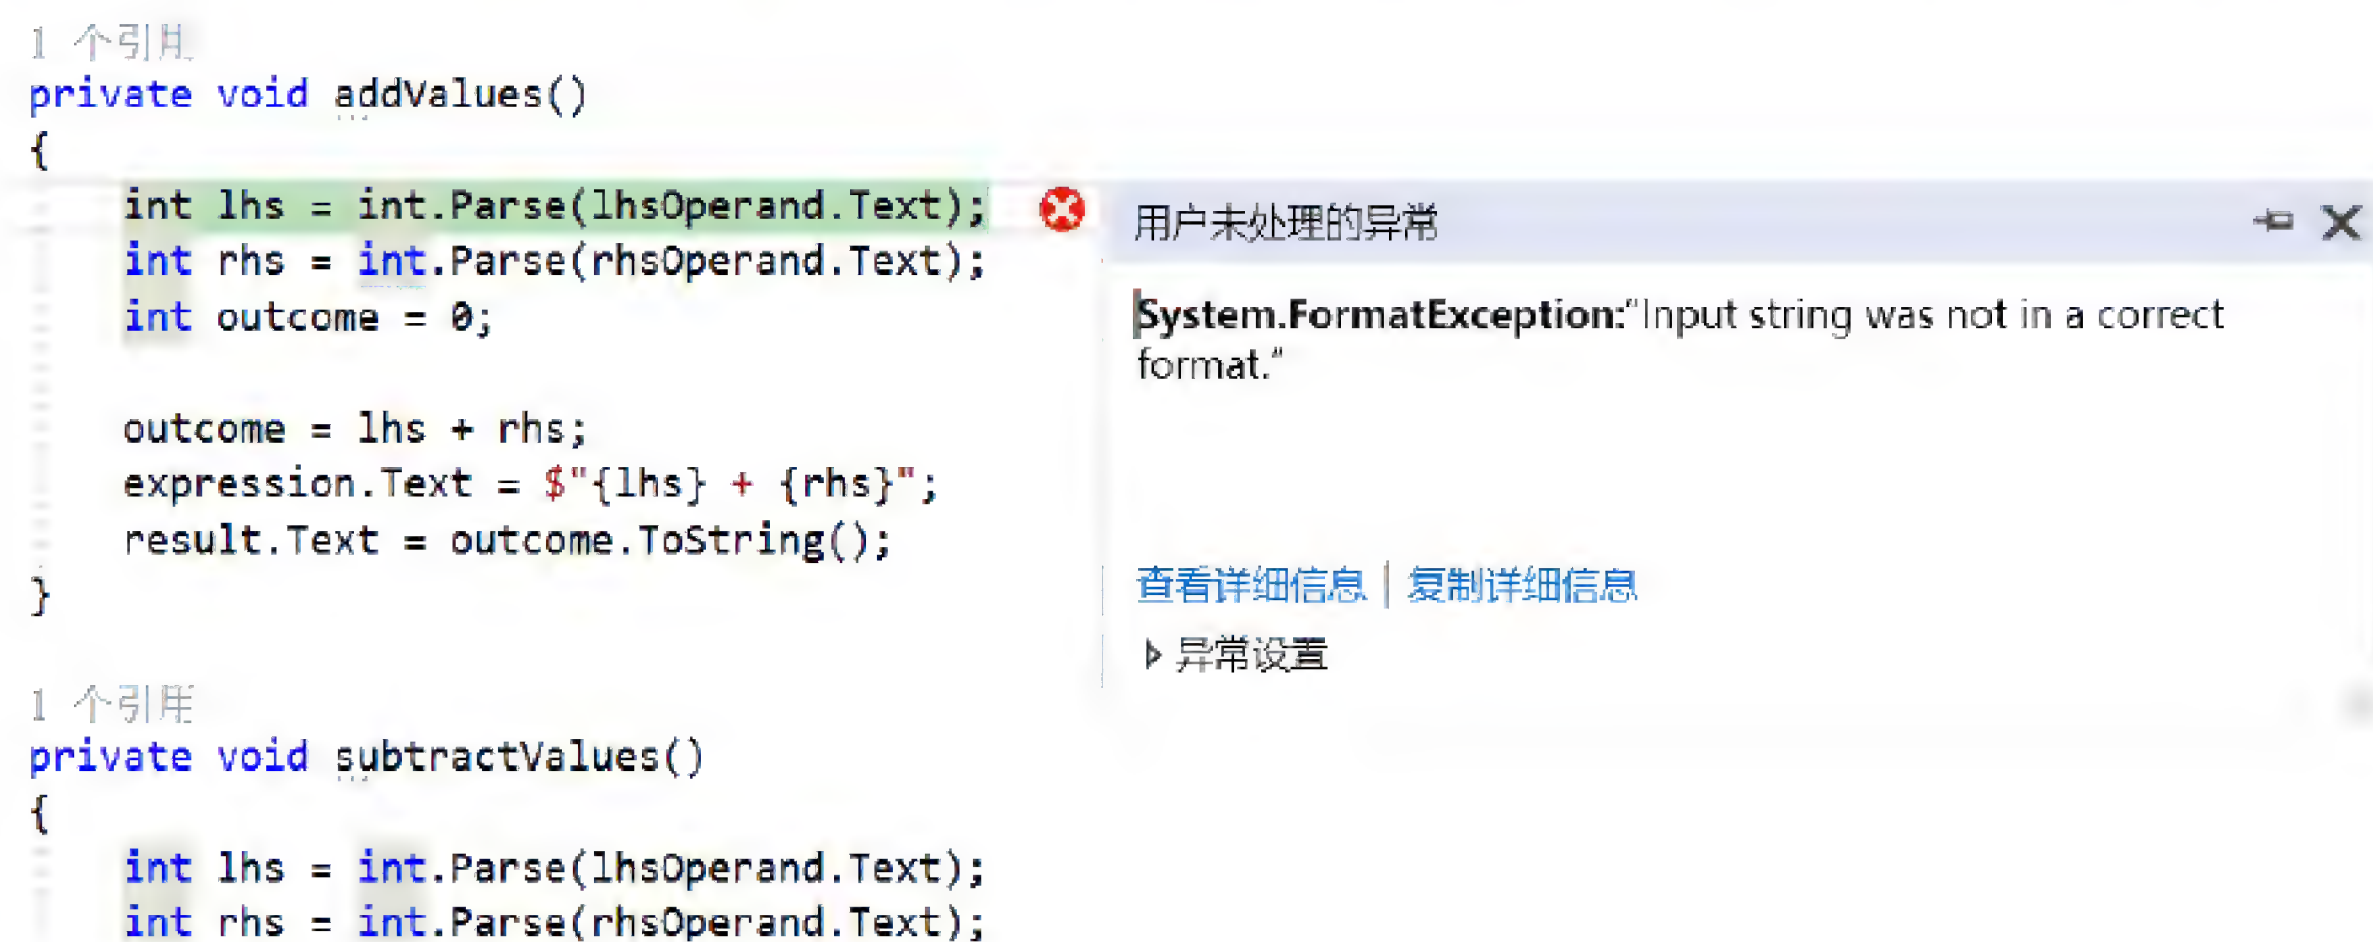 1 个引用
private void addValues()
{
int lhs = int.Parse(lhsOperand.Text);
int rhs = int.Parse(rhsOperand.Text);
int outcome = 0;
outcome = lhs + rhs;
expression.Text = $"{lhs} + {rhs}";
result.Text = outcome.ToString();
}
1 个引用
private void subtractValues()
{
int lhs = int.Parse(lhsOperand.Text);
int rhs = int.Parse(rhsOperand.Text);
用户未处理的异常
System.FormatException:“Input string was not in a correct
format.”
查看详细信息 | 复制详细信息
异常设置